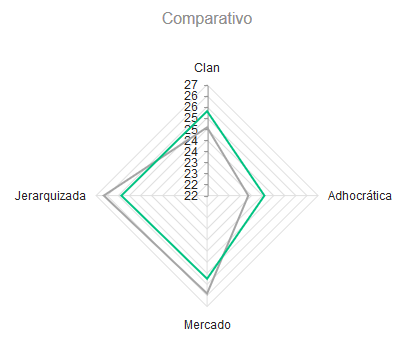 Comparativo
Clan
27
26
26
25
25
24
24
23
23
22
22
Jerarquizada
Adhocrática
Mercado